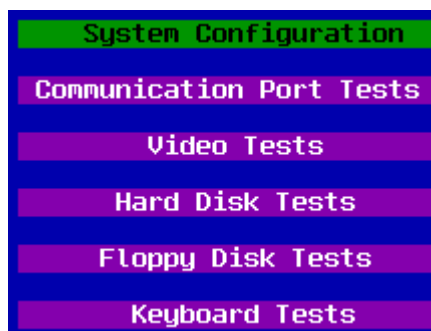 System Configuration
Communication Port Tests
Video Tests
Hard Disk Tests
Floppy Disk Tests
Keyboard Tests